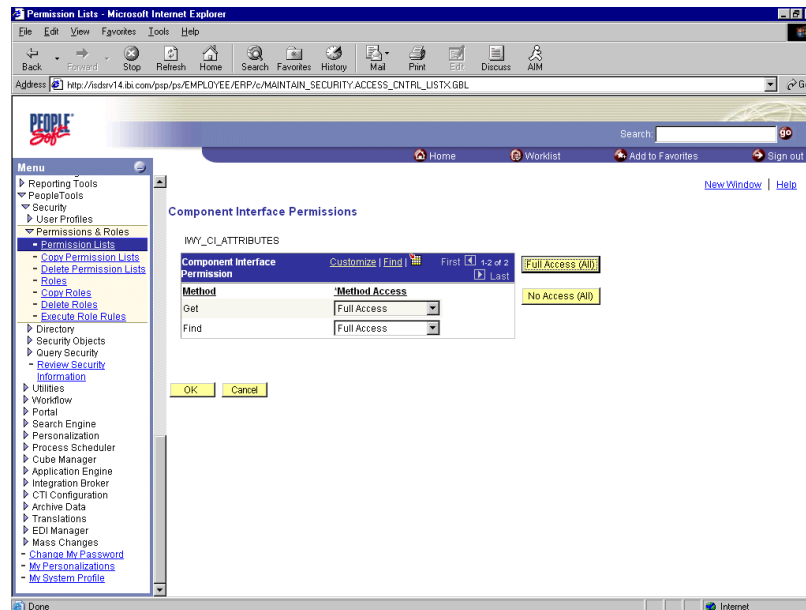 Permission Lists - Microsoft Internet Explorer
File Edit View Favorites Tools Help
Back Forward Stop Refresh Home Search Favorites History Mail Print Edit Discuss AIM
Address http://isdsrv14.ibi.com/psp/ps/EMPLOYEE/ERP/c/MAINTAIN_SECURITY.ACCESS_CNTRL_LISTX.GBL
PEOPLE
Soft
Search:
go
Home Worklist Add to Favorites Sign out
Menu
Reporting Tools
PeopleTools
Security
User Profiles
Permissions & Roles
- Permission Lists
- Copy Permission Lists
- Delete Permission Lists
- Roles
- Copy Roles
- Delete Roles
- Execute Role Rules
Directory
Security Objects
Query Security
- Review Security
Information
Utilities
Workflow
Portal
Search Engine
Personalization
Process Scheduler
Cube Manager
Application Engine
Integration Broker
CTI Configuration
Archive Data
Translations
EDI Manager
Mass Changes
- Change My Password
- My Personalizations
- My System Profile
New Window | Help
Component Interface Permissions
IWY_CI_ATTRIBUTES
Component Interface
Permission
Customize | Find |
First 1-2 of 2
Last
Full Access (All)
No Access (All)
Method *Method Access
Get Full Access
Find Full Access
OK Cancel
Done Internet